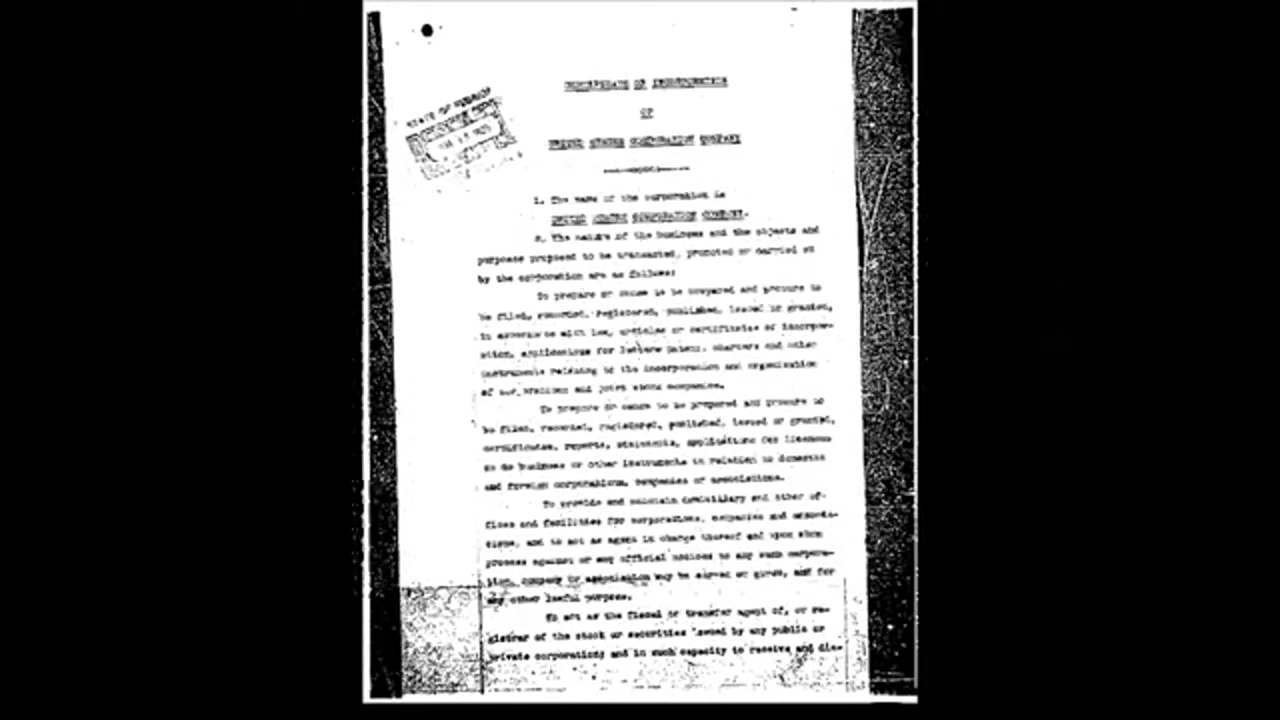 CERTIFICATE OF INCORPORATION
OF
UNITED STATES CORPORATION COMPANY
STATE OF
1. The name of the corporation is
UNITED STATES CORPORATION COMPANY.
2. The nature of the business and the objects and
purposes proposed to be transacted, promoted or carried on
by the corporation are as follows:
To prepare or cause to be prepared and procure to
be filed, recorded, registered, published, issued or granted,
in accordance with law, articles or certificates of incorpor-
ation, applications for letters patent, charters and other
instruments relating to the incorporation and organization
of corporations and joint stock companies.
To prepare or cause to be prepared and procure to
be filed, recorded, registered, published, issued or granted,
certificates, reports, statements, applications for licenses
to do business or other instruments in relation to domestic
and foreign corporations, companies or associations.
To provide and maintain domiciliary and other of-
fices and facilities for corporations, companies and associa-
tions, and to act as agent in charge thereof and upon whom
process against or any official notices to any such corpora-
tion, company or association may be served or given, and for
any other lawful purpose.
To act as the fiscal or transfer agent of, or re-
gistrar of the stock or securities issued by any public or
private corporation; and in such capacity to receive and dis-